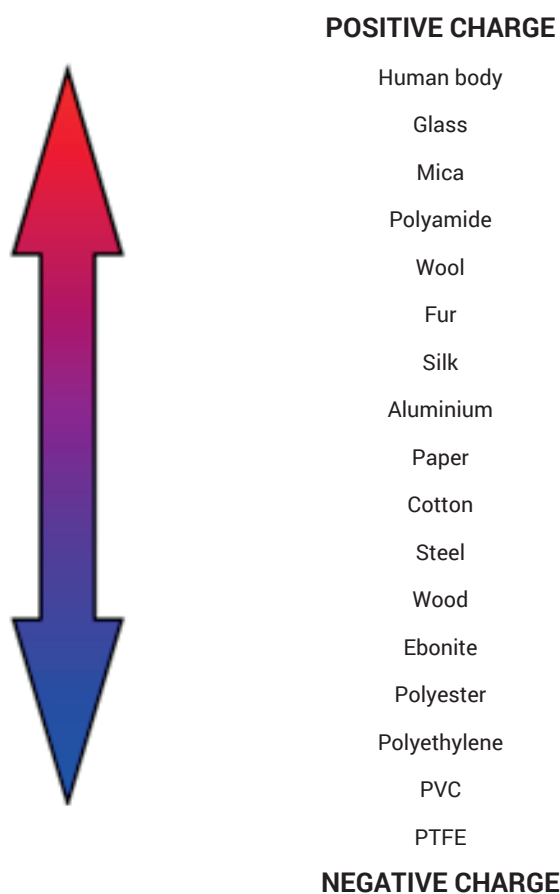 POSITIVE CHARGE
Human body
Glass
Mica
Polyamide
Wool
Fur
Silk
Aluminium
Paper
Cotton
Steel
Wood
Ebonite
Polyester
Polyethylene
PVC
PTFE
NEGATIVE CHARGE